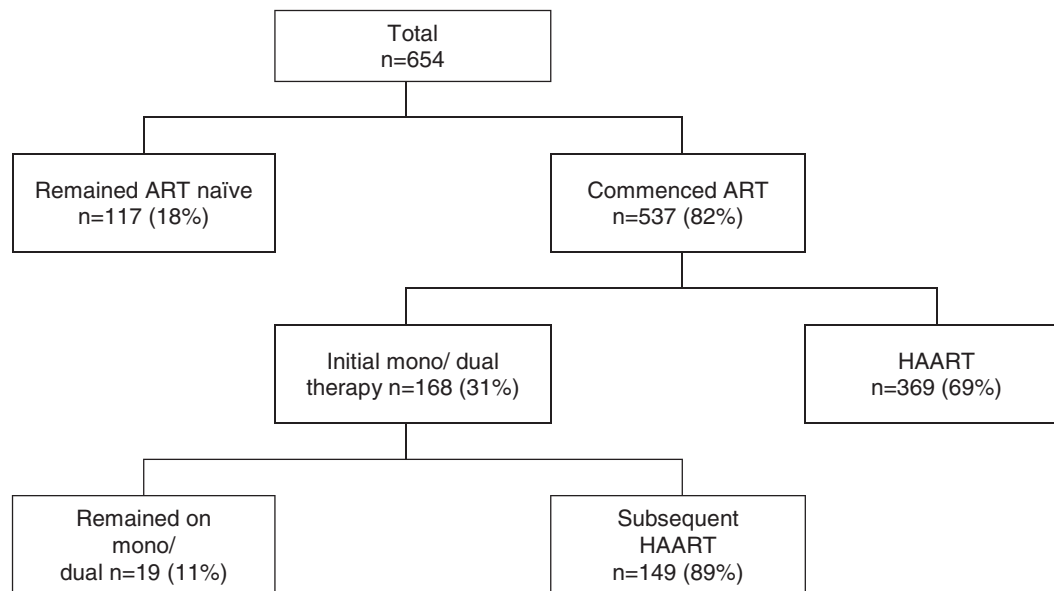 Total
n=654
Remained ART naïve
n=117 (18%)
Commenced ART
n=537 (82%)
Initial mono/ dual
therapy n=168 (31%)
HAART
n=369 (69%)
Remained on
mono/
dual n=19 (11%)
Subsequent
HAART
n=149 (89%)